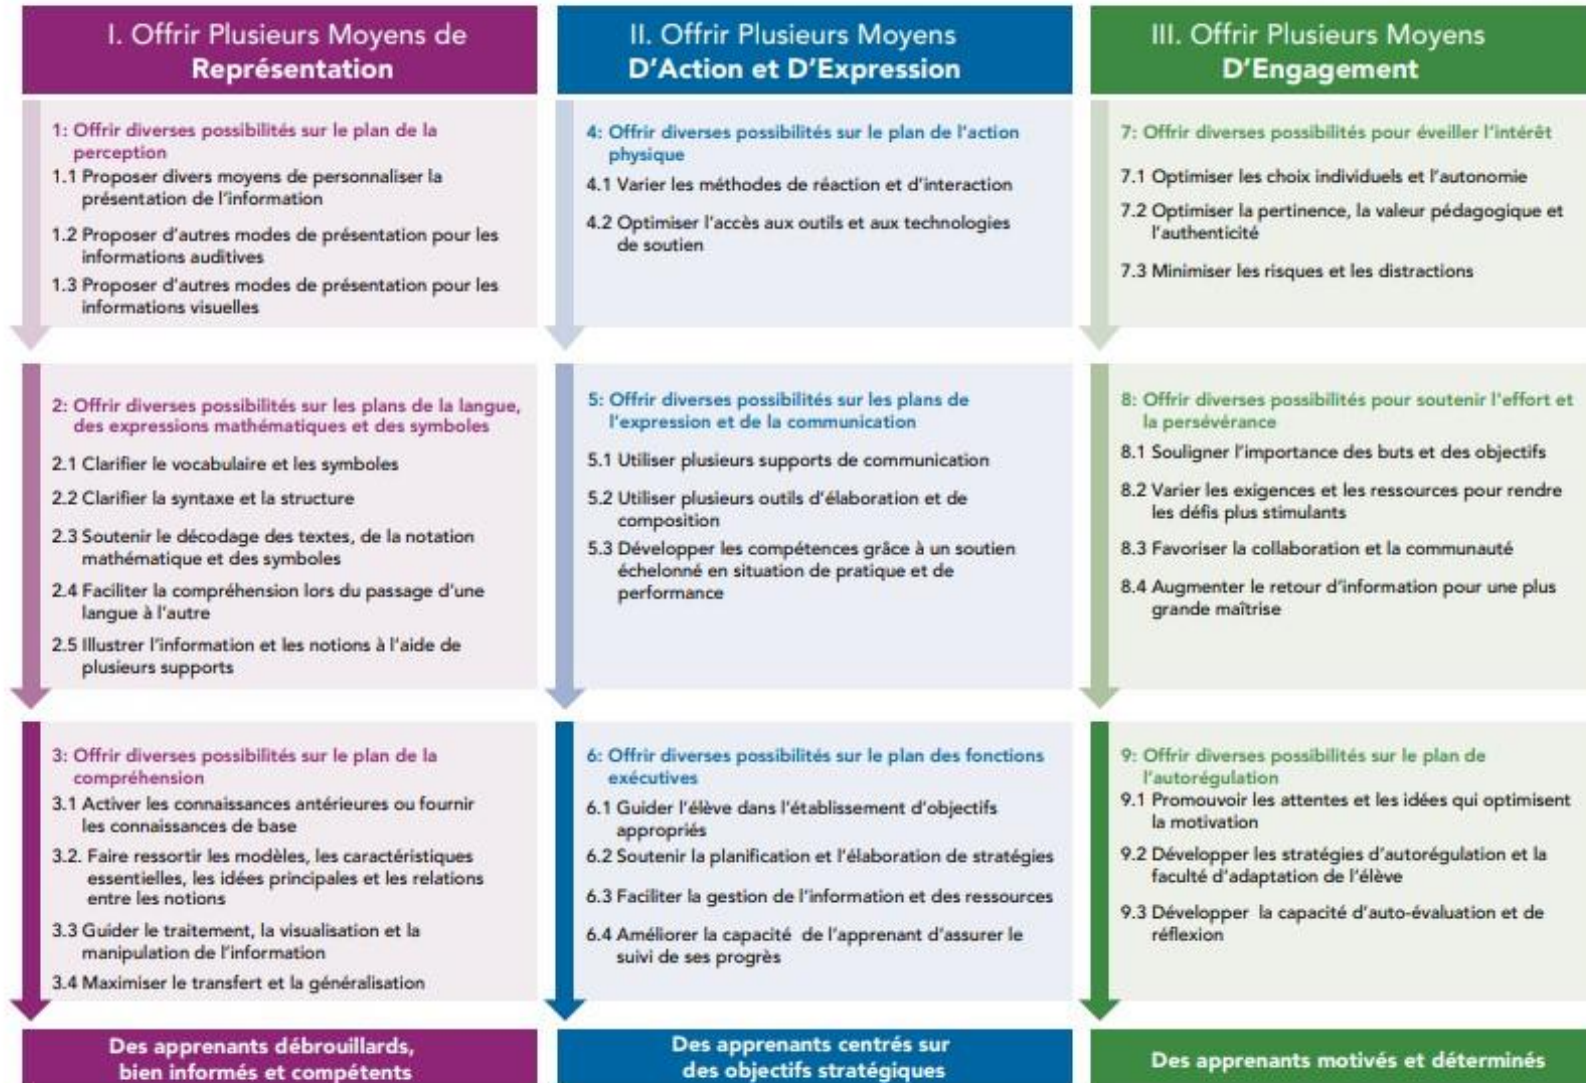 I. Offrir Plusieurs Moyens de
Représentation
1: Offrir diverses possibilités sur le plan de la
perception
1.1 Proposer divers moyens de personnaliser la
présentation de l'information
1.2 Proposer d'autres modes de présentation pour les
informations auditives
1.3 Proposer d'autres modes de présentation pour les
informations visuelles
2: Offrir diverses possibilités sur les plans de la langue,
des expressions mathématiques et des symboles
2.1 Clarifier le vocabulaire et les symboles
2.2 Clarifier la syntaxe et la structure
2.3 Soutenir le décodage des textes, de la notation
mathématique et des symboles
2.4 Faciliter la compréhension lors du passage d'une
langue à l'autre
2.5 Illustrer l'information et les notions à l'aide de
plusieurs supports
3: Offrir diverses possibilités sur le plan de la
compréhension
3.1 Activer les connaissances antérieures ou fournir
les connaissances de base
3.2. Faire ressortir les modèles, les caractéristiques
essentielles, les idées principales et les relations
entre les notions
3.3 Guider le traitement, la visualisation et la
manipulation de l'information
3.4 Maximiser le transfert et la généralisation
Des apprenants débrouillards,
bien informés et compétents
II. Offrir Plusieurs Moyens
D'Action et D'Expression
4: Offrir diverses possibilités sur le plan de l'action
physique
4.1 Varier les méthodes de réaction et d'interaction
4.2 Optimiser l'accès aux outils et aux technologies
de soutien
5: Offrir diverses possibilités sur les plans de
l'expression et de la communication
5.1 Utiliser plusieurs supports de communication
5.2 Utiliser plusieurs outils d'élaboration et de
composition
5.3 Développer les compétences grâce à un soutien
échelonné en situation de pratique et de
performance
6: Offrir diverses possibilités sur le plan des fonctions
exécutives
6.1 Guider l'élève dans l'établissement d'objectifs
appropriés
6.2 Soutenir la planification et l'élaboration de stratégies
6.3 Faciliter la gestion de l'information et des ressources
6.4 Améliorer la capacité de l'apprenant d'assurer le
suivi de ses progrès
Des apprenants centrés sur
des objectifs stratégiques
III. Offrir Plusieurs Moyens
D'Engagement
7: Offrir diverses possibilités pour éveiller l'intérêt
7.1 Optimiser les choix individuels et l'autonomie
7.2 Optimiser la pertinence, la valeur pédagogique et
l'authenticité
7.3 Minimiser les risques et les distractions
8: Offrir diverses possibilités pour soutenir l'effort et
la persévérance
8.1 Souligner l'importance des buts et des objectifs
8.2 Varier les exigences et les ressources pour rendre
les défis plus stimulants
8.3 Favoriser la collaboration et la communauté
8.4 Augmenter le retour d'information pour une plus
grande maîtrise
9: Offrir diverses possibilités sur le plan de
l'autorégulation
9.1 Promouvoir les attentes et les idées qui optimisent
la motivation
9.2 Développer les stratégies d'autorégulation et la
faculté d'adaptation de l'élève
9.3 Développer la capacité d'auto-évaluation et de
réflexion
Des apprenants motivés et déterminés